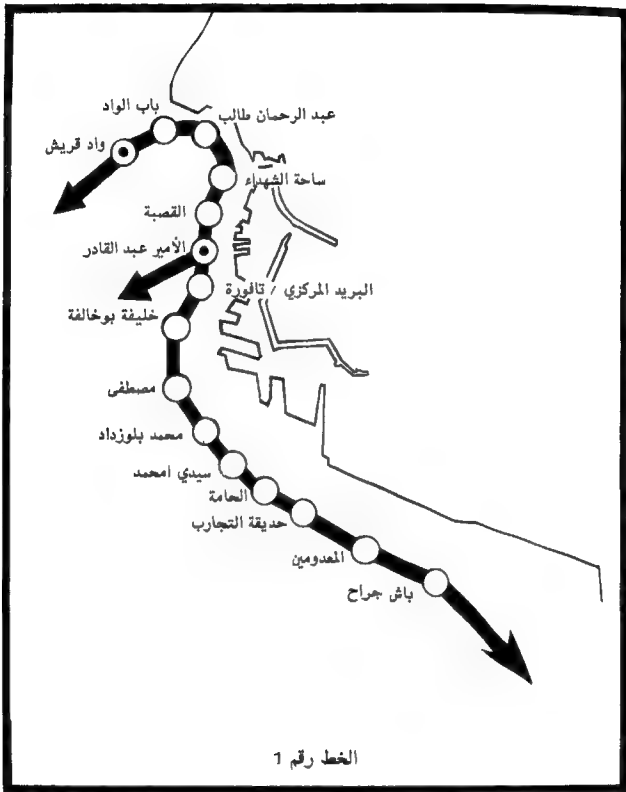 باب الواد
عبد الرحمان طالب
واد قريش
ساحة الشهداء
القصبة
الأمير عبد القادر
البريد المركزي / تافورة
خليفة بوخالفة
مصطفى
محمد بلوزداد
سيدي امحمد
الحامة
حديقة التجارب
المعدومين
باش جراح
الخط رقم 1